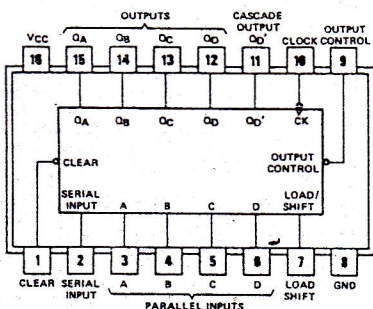 OUTPUTS CASCADE OUTPUT OUTPUT CONTROL
VCC QA QB QC QD QD' CLOCK
16 15 14 13 12 11 10 9
QA QB QC QD QD' CK
CLEAR OUTPUT CONTROL
SERIAL INPUT A B C D LOAD/ SHIFT
1 2 3 4 5 6 7 8
CLEAR SERIAL INPUT A B C D LOAD SHIFT GND
PARALLEL INPUTS